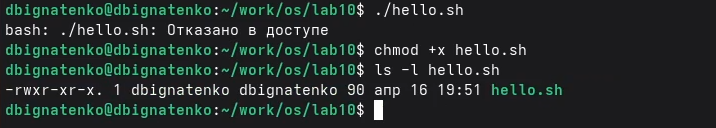 dbignatenko@dbignatenko:~/work/os/lab10$ ./hello.sh
bash: ./hello.sh: Отказано в доступе
dbignatenko@dbignatenko:~/work/os/lab10$ chmod +x hello.sh
dbignatenko@dbignatenko:~/work/os/lab10$ ls -l hello.sh
-rwxr-xr-x. 1 dbignatenko dbignatenko 90 апр 16 19:51 hello.sh
dbignatenko@dbignatenko:~/work/os/lab10$